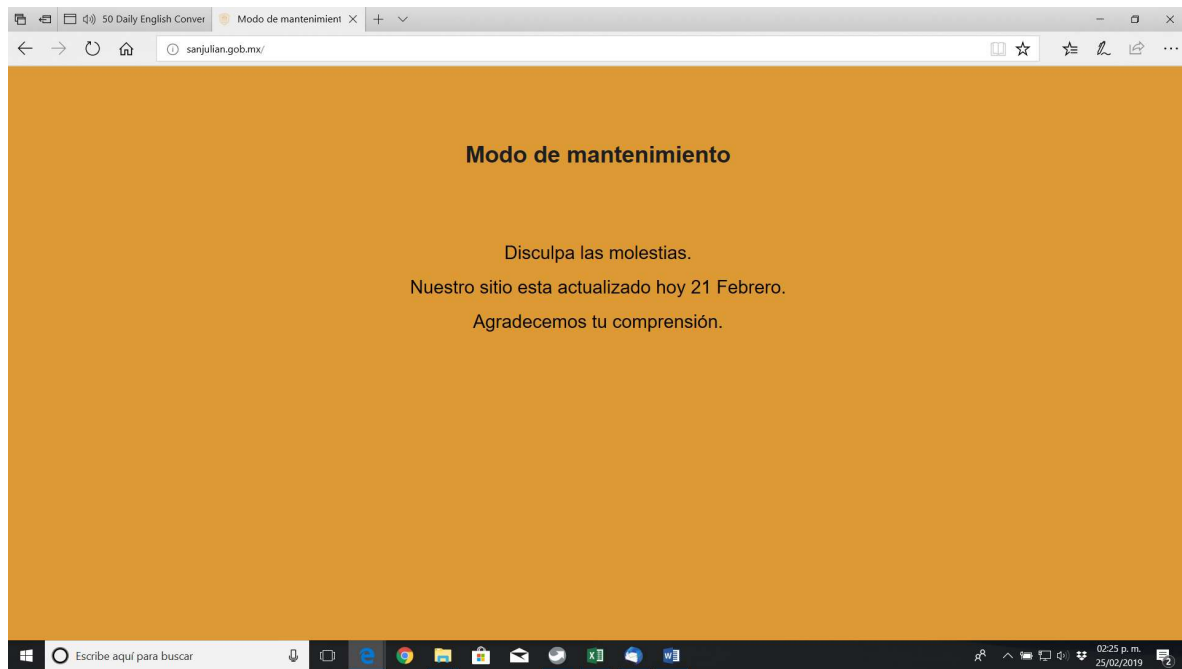 50 Daily English Conver
Modo de mantenimient
sanjulian.gob.mx/
Modo de mantenimiento
Disculpa las molestias.
Nuestro sitio esta actualizado hoy 21 Febrero.
Agradecemos tu comprensión.
Escribe aquí para buscar
02:25 p. m.
25/02/2019
2